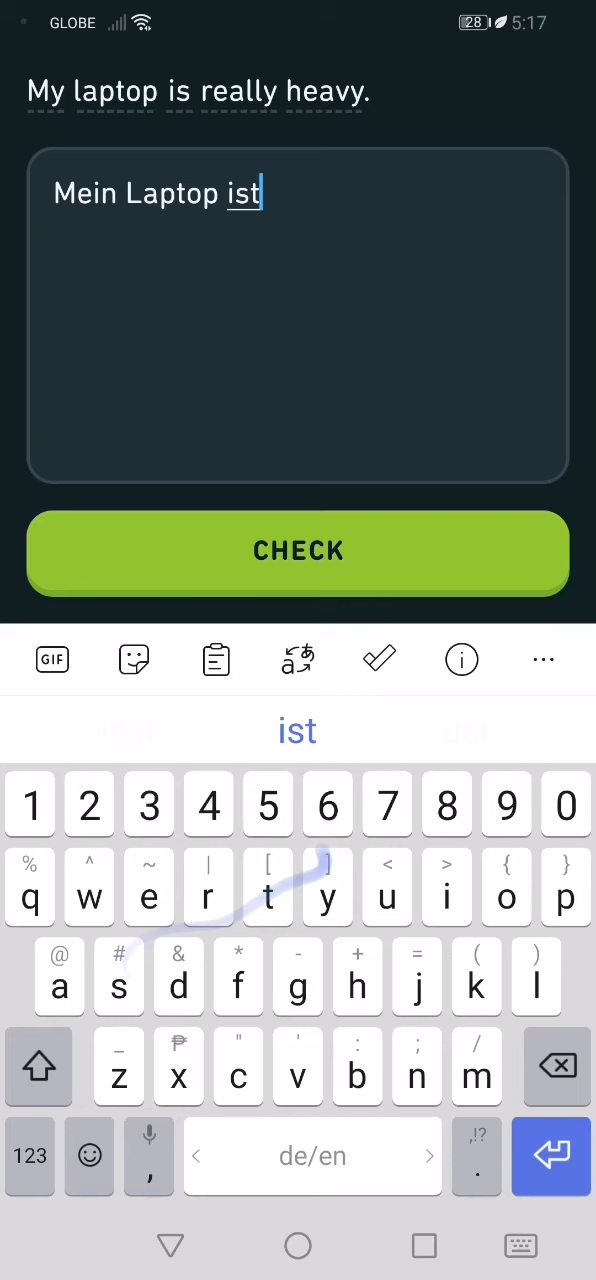 GLOBE 28 5:17
My laptop is really heavy.
Mein Laptop ist
CHECK
GIF
ist
1 2 3 4 5 6 7 8 9 0
% ^ ~ | [ ] < > { }
q w e r t y u i o p
@ # & * - + = ( )
a s d f g h j k l
_ ₱ " ' : ; /
z x c v b n m
123 , < de/en > ,!? .